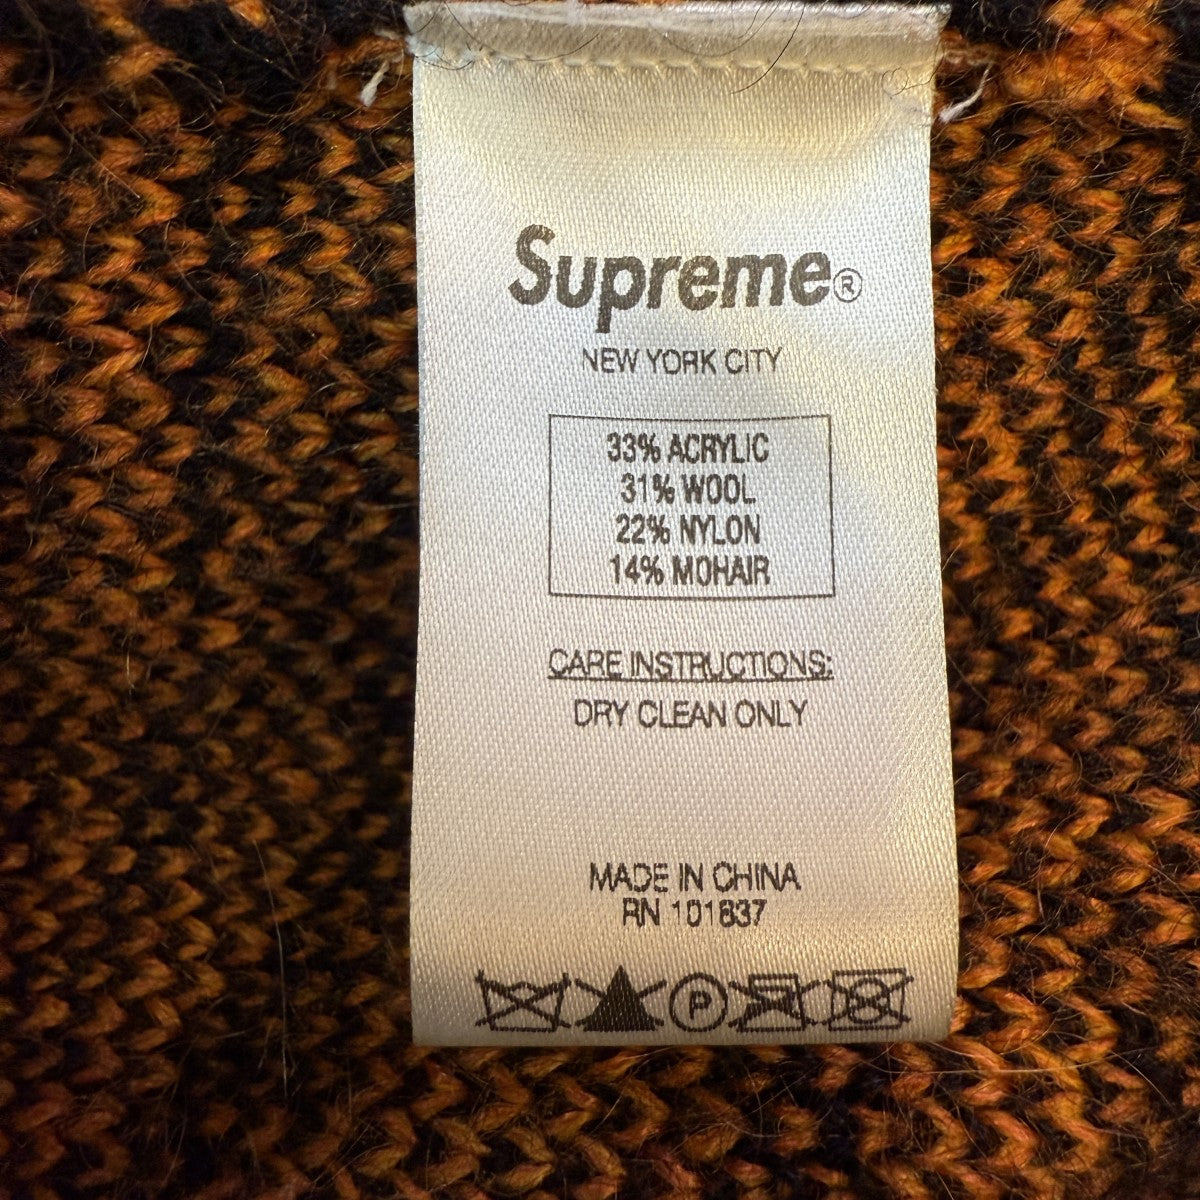 Supreme®
NEW YORK CITY
33% ACRYLIC
31% WOOL
22% NYLON
14% MOHAIR
CARE INSTRUCTIONS:
DRY CLEAN ONLY
MADE IN CHINA
RN 101837
P